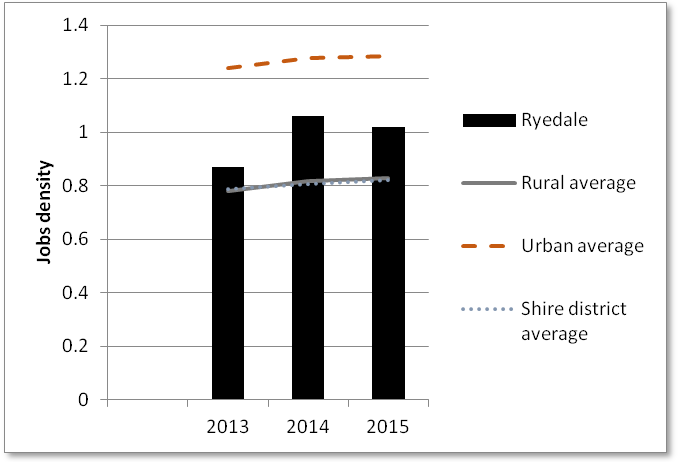 1.4
1.2
1
0.8
0.6
0.4
0.2
0
Jobs density
2013 2014 2015
Ryedale
Rural average
Urban average
Shire district
average